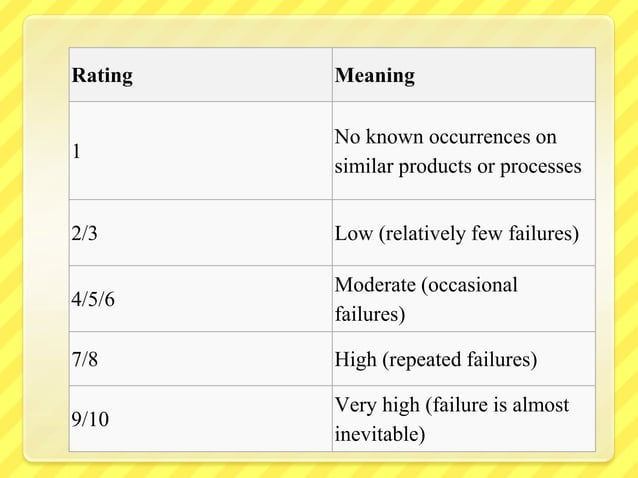 Rating Meaning
1 No known occurrences on
similar products or processes
2/3 Low (relatively few failures)
4/5/6 Moderate (occasional
failures)
7/8 High (repeated failures)
9/10 Very high (failure is almost
inevitable)